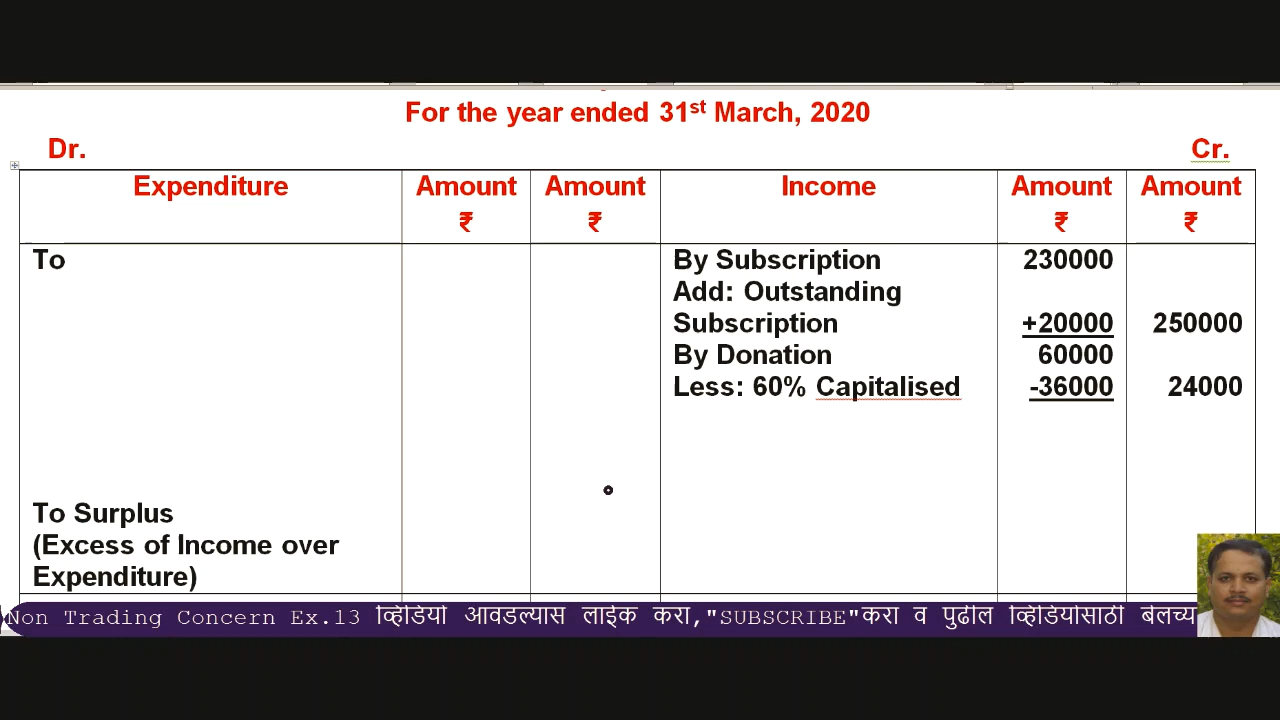 For the year ended 31st March, 2020
Dr. Cr.
Expenditure Amount Amount Income Amount Amount
₹ ₹ ₹ ₹
To By Subscription 230000
Add: Outstanding
Subscription +20000 250000
By Donation 60000
Less: 60% Capitalised -36000 24000
To Surplus
(Excess of Income over
Expenditure)
Non Trading Concern Ex.13 व्हिडियो आवडल्यास लाईक करा,"SUBSCRIBE"करा व पुढील व्हिडियोसाठी बेलच्य